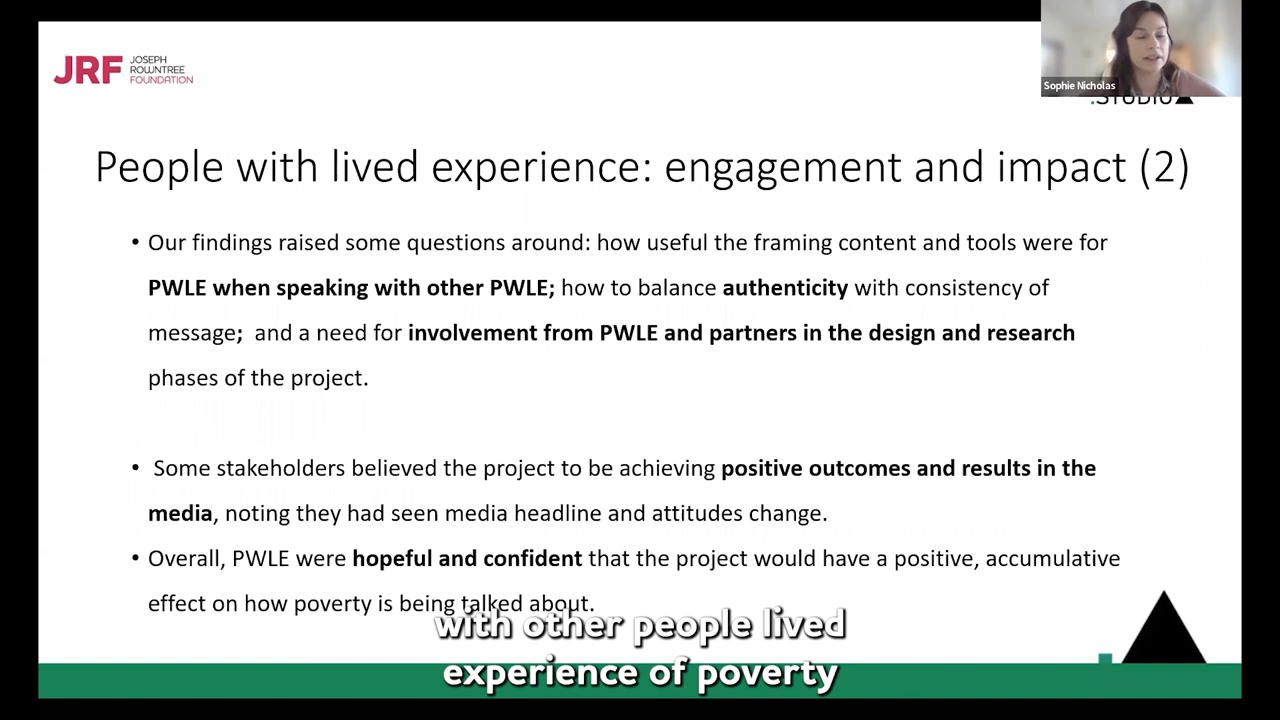 JRF JOSEPH
ROWNTREE
FOUNDATION
Sophie Nicholas
.STUDIO
People with lived experience: engagement and impact (2)
• Our findings raised some questions around: how useful the framing content and tools were for
PWLE when speaking with other PWLE; how to balance authenticity with consistency of
message;  and a need for involvement from PWLE and partners in the design and research
phases of the project.
• Some stakeholders believed the project to be achieving positive outcomes and results in the
media, noting they had seen media headline and attitudes change.
• Overall, PWLE were hopeful and confident that the project would have a positive, accumulative
effect on how poverty is being talked about.
with other people lived
experience of poverty